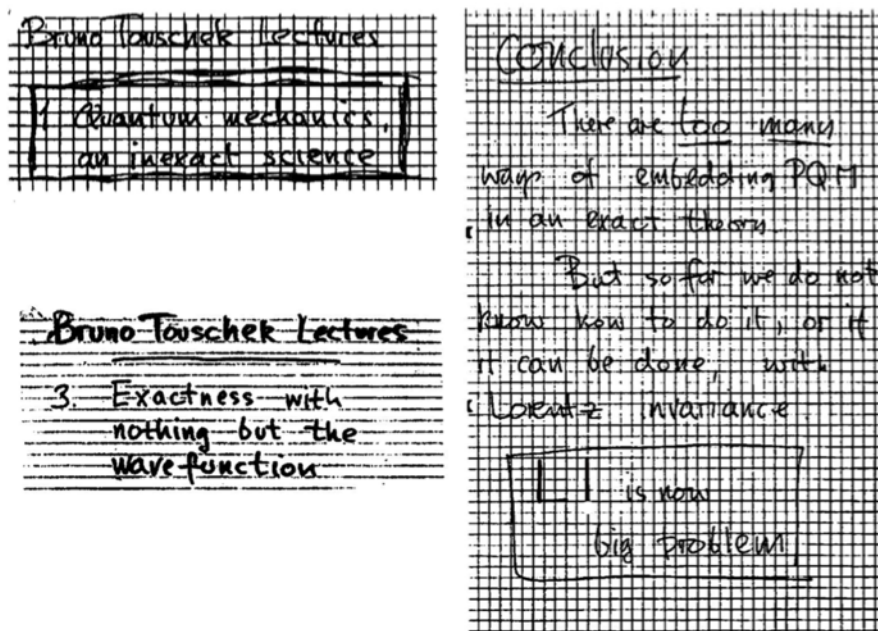 Bruno Touschek Lectures
1 Quantum mechanics,
an inexact science
Bruno Touschek Lectures
3. Exactness with
nothing but the
wavefunction
Conclusion
There are too many
ways of embedding PQM
in an exact theory.
But so far we do not
know how to do it, or if
it can be done, with
Lorentz invariance.
LI is now
big problem